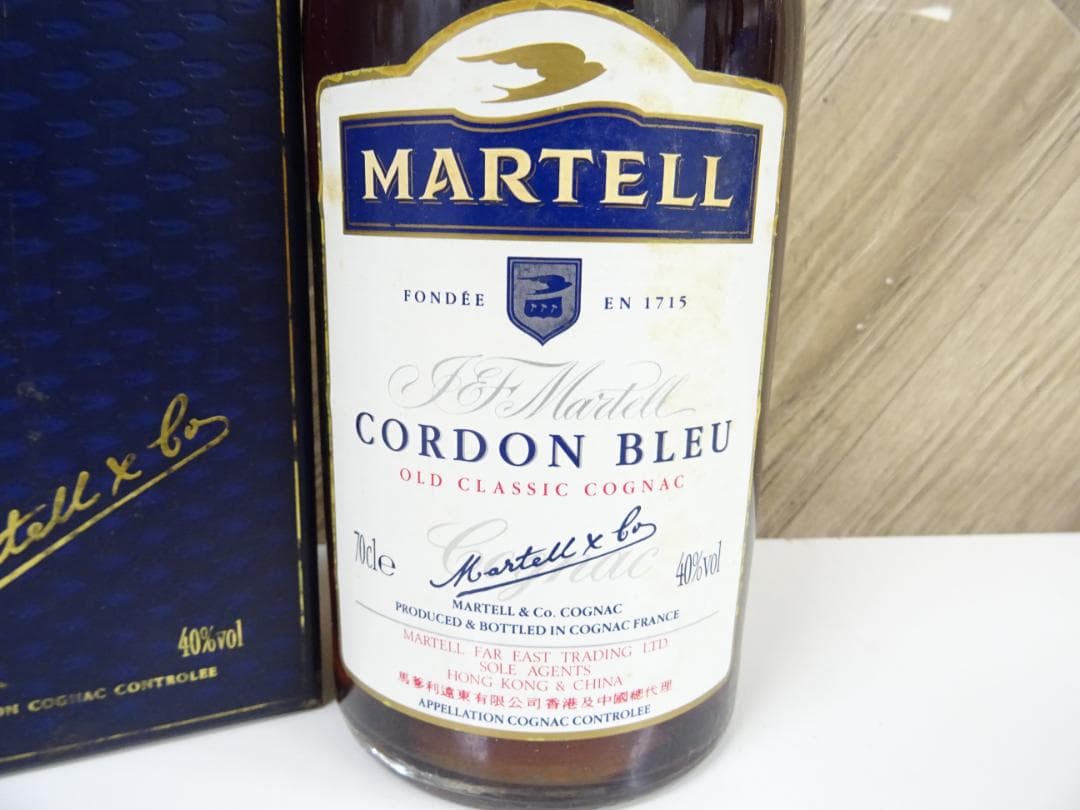 MARTELL
FONDÉE EN 1715
J&F Martell
CORDON BLEU
OLD CLASSIC COGNAC
Cognac
70cl e
Martell & Co
40%vol
MARTELL & Co. COGNAC
PRODUCED & BOTTLED IN COGNAC FRANCE
MARTELL FAR EAST TRADING LTD
SOLE AGENTS
HONG KONG & CHINA
馬爹利遠東有限公司香港及中國總代理
APPELLATION COGNAC CONTROLEE
tell & Co
40%vol
ON COGNAC CONTROLEE